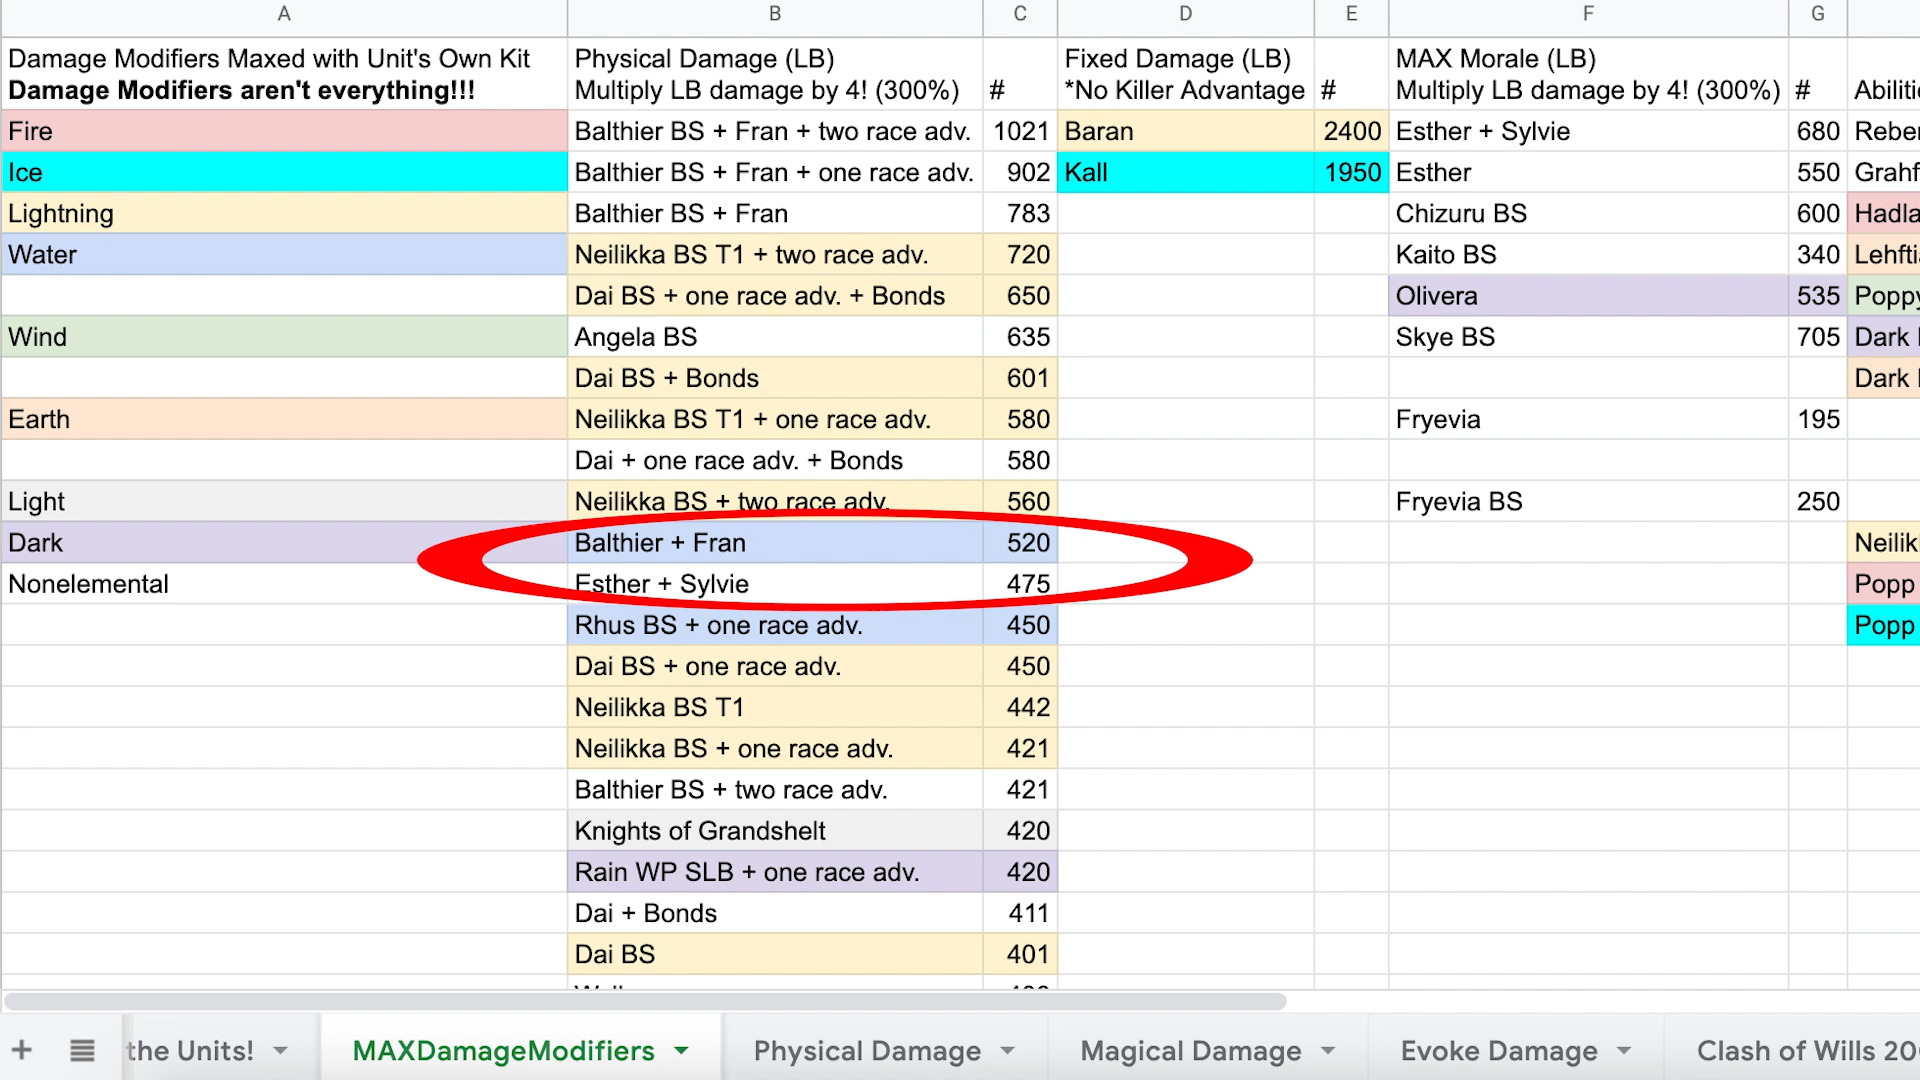 A B C D E F G
Damage Modifiers Maxed with Unit's Own Kit
Damage Modifiers aren't everything!!!
Physical Damage (LB)
Multiply LB damage by 4! (300%)
#
Fixed Damage (LB)
*No Killer Advantage
#
MAX Morale (LB)
Multiply LB damage by 4! (300%)
#
Fire Balthier BS + Fran + two race adv. 1021 Baran 2400 Esther + Sylvie 680
Ice Balthier BS + Fran + one race adv. 902 Kall 1950 Esther 550
Lightning Balthier BS + Fran 783 Chizuru BS 600
Water Neilikka BS T1 + two race adv. 720 Kaito BS 340
Dai BS + one race adv. + Bonds 650 Olivera 535
Wind Angela BS 635 Skye BS 705 Dark
Dai BS + Bonds 601 Dark
Earth Neilikka BS T1 + one race adv. 580 Fryevia 195
Dai + one race adv. + Bonds 580
Light Neilikka BS + two race adv. 560 Fryevia BS 250
Dark Balthier + Fran 520
Nonelemental Esther + Sylvie 475 Popp
Rhus BS + one race adv. 450 Popp
Dai BS + one race adv. 450
Neilikka BS T1 442
Neilikka BS + one race adv. 421
Balthier BS + two race adv. 421
Knights of Grandshelt 420
Rain WP SLB + one race adv. 420
Dai + Bonds 411
Dai BS 401
the Units! MAXDamageModifiers Physical Damage Magical Damage Evoke Damage Clash of Wills